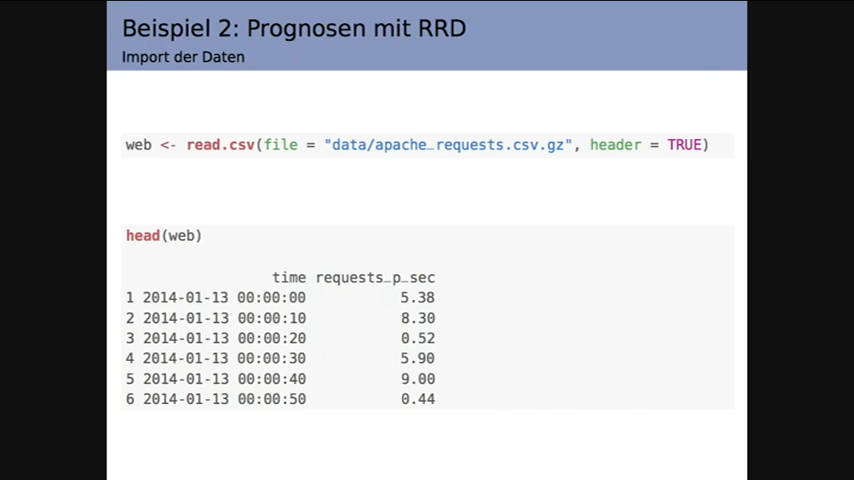 Beispiel 2: Prognosen mit RRD
Import der Daten
web <- read.csv(file = "data/apache_requests.csv.gz", header = TRUE)
head(web)
time requests_p_sec
1 2014-01-13 00:00:00 5.38
2 2014-01-13 00:00:10 8.30
3 2014-01-13 00:00:20 0.52
4 2014-01-13 00:00:30 5.90
5 2014-01-13 00:00:40 9.00
6 2014-01-13 00:00:50 0.44